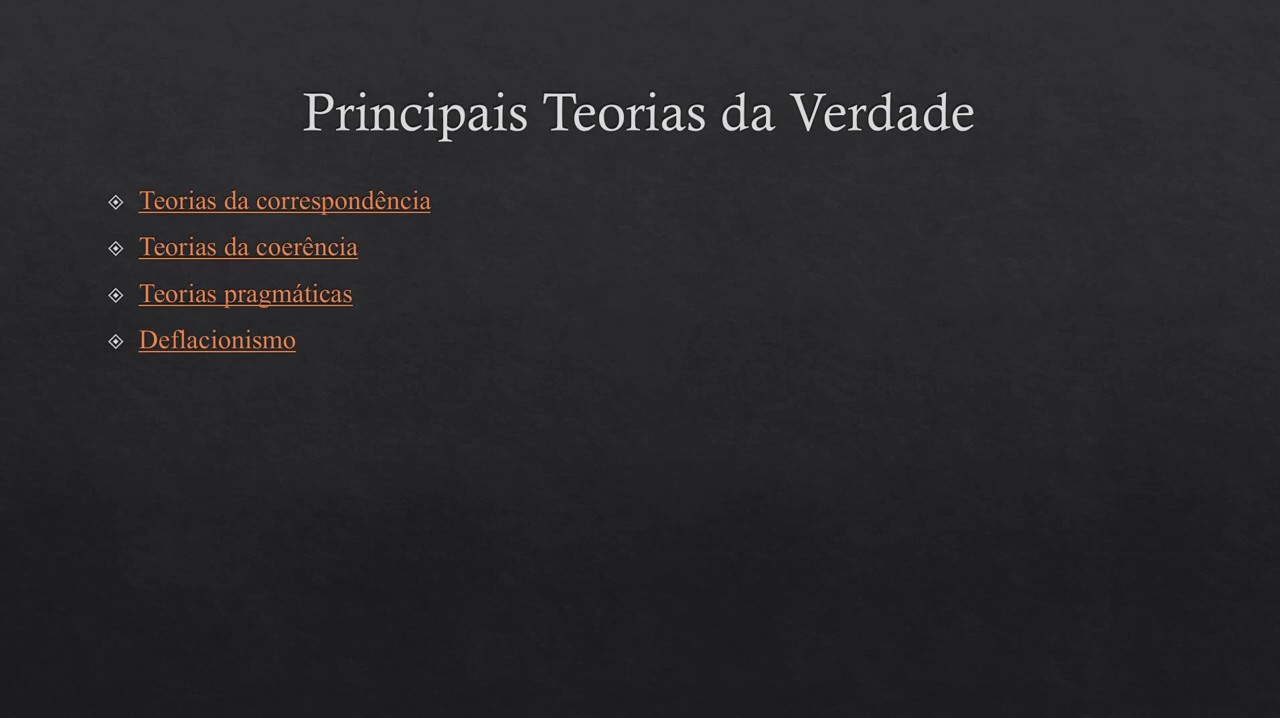 Principais Teorias da Verdade
Teorias da correspondência
Teorias da coerência
Teorias pragmáticas
Deflacionismo